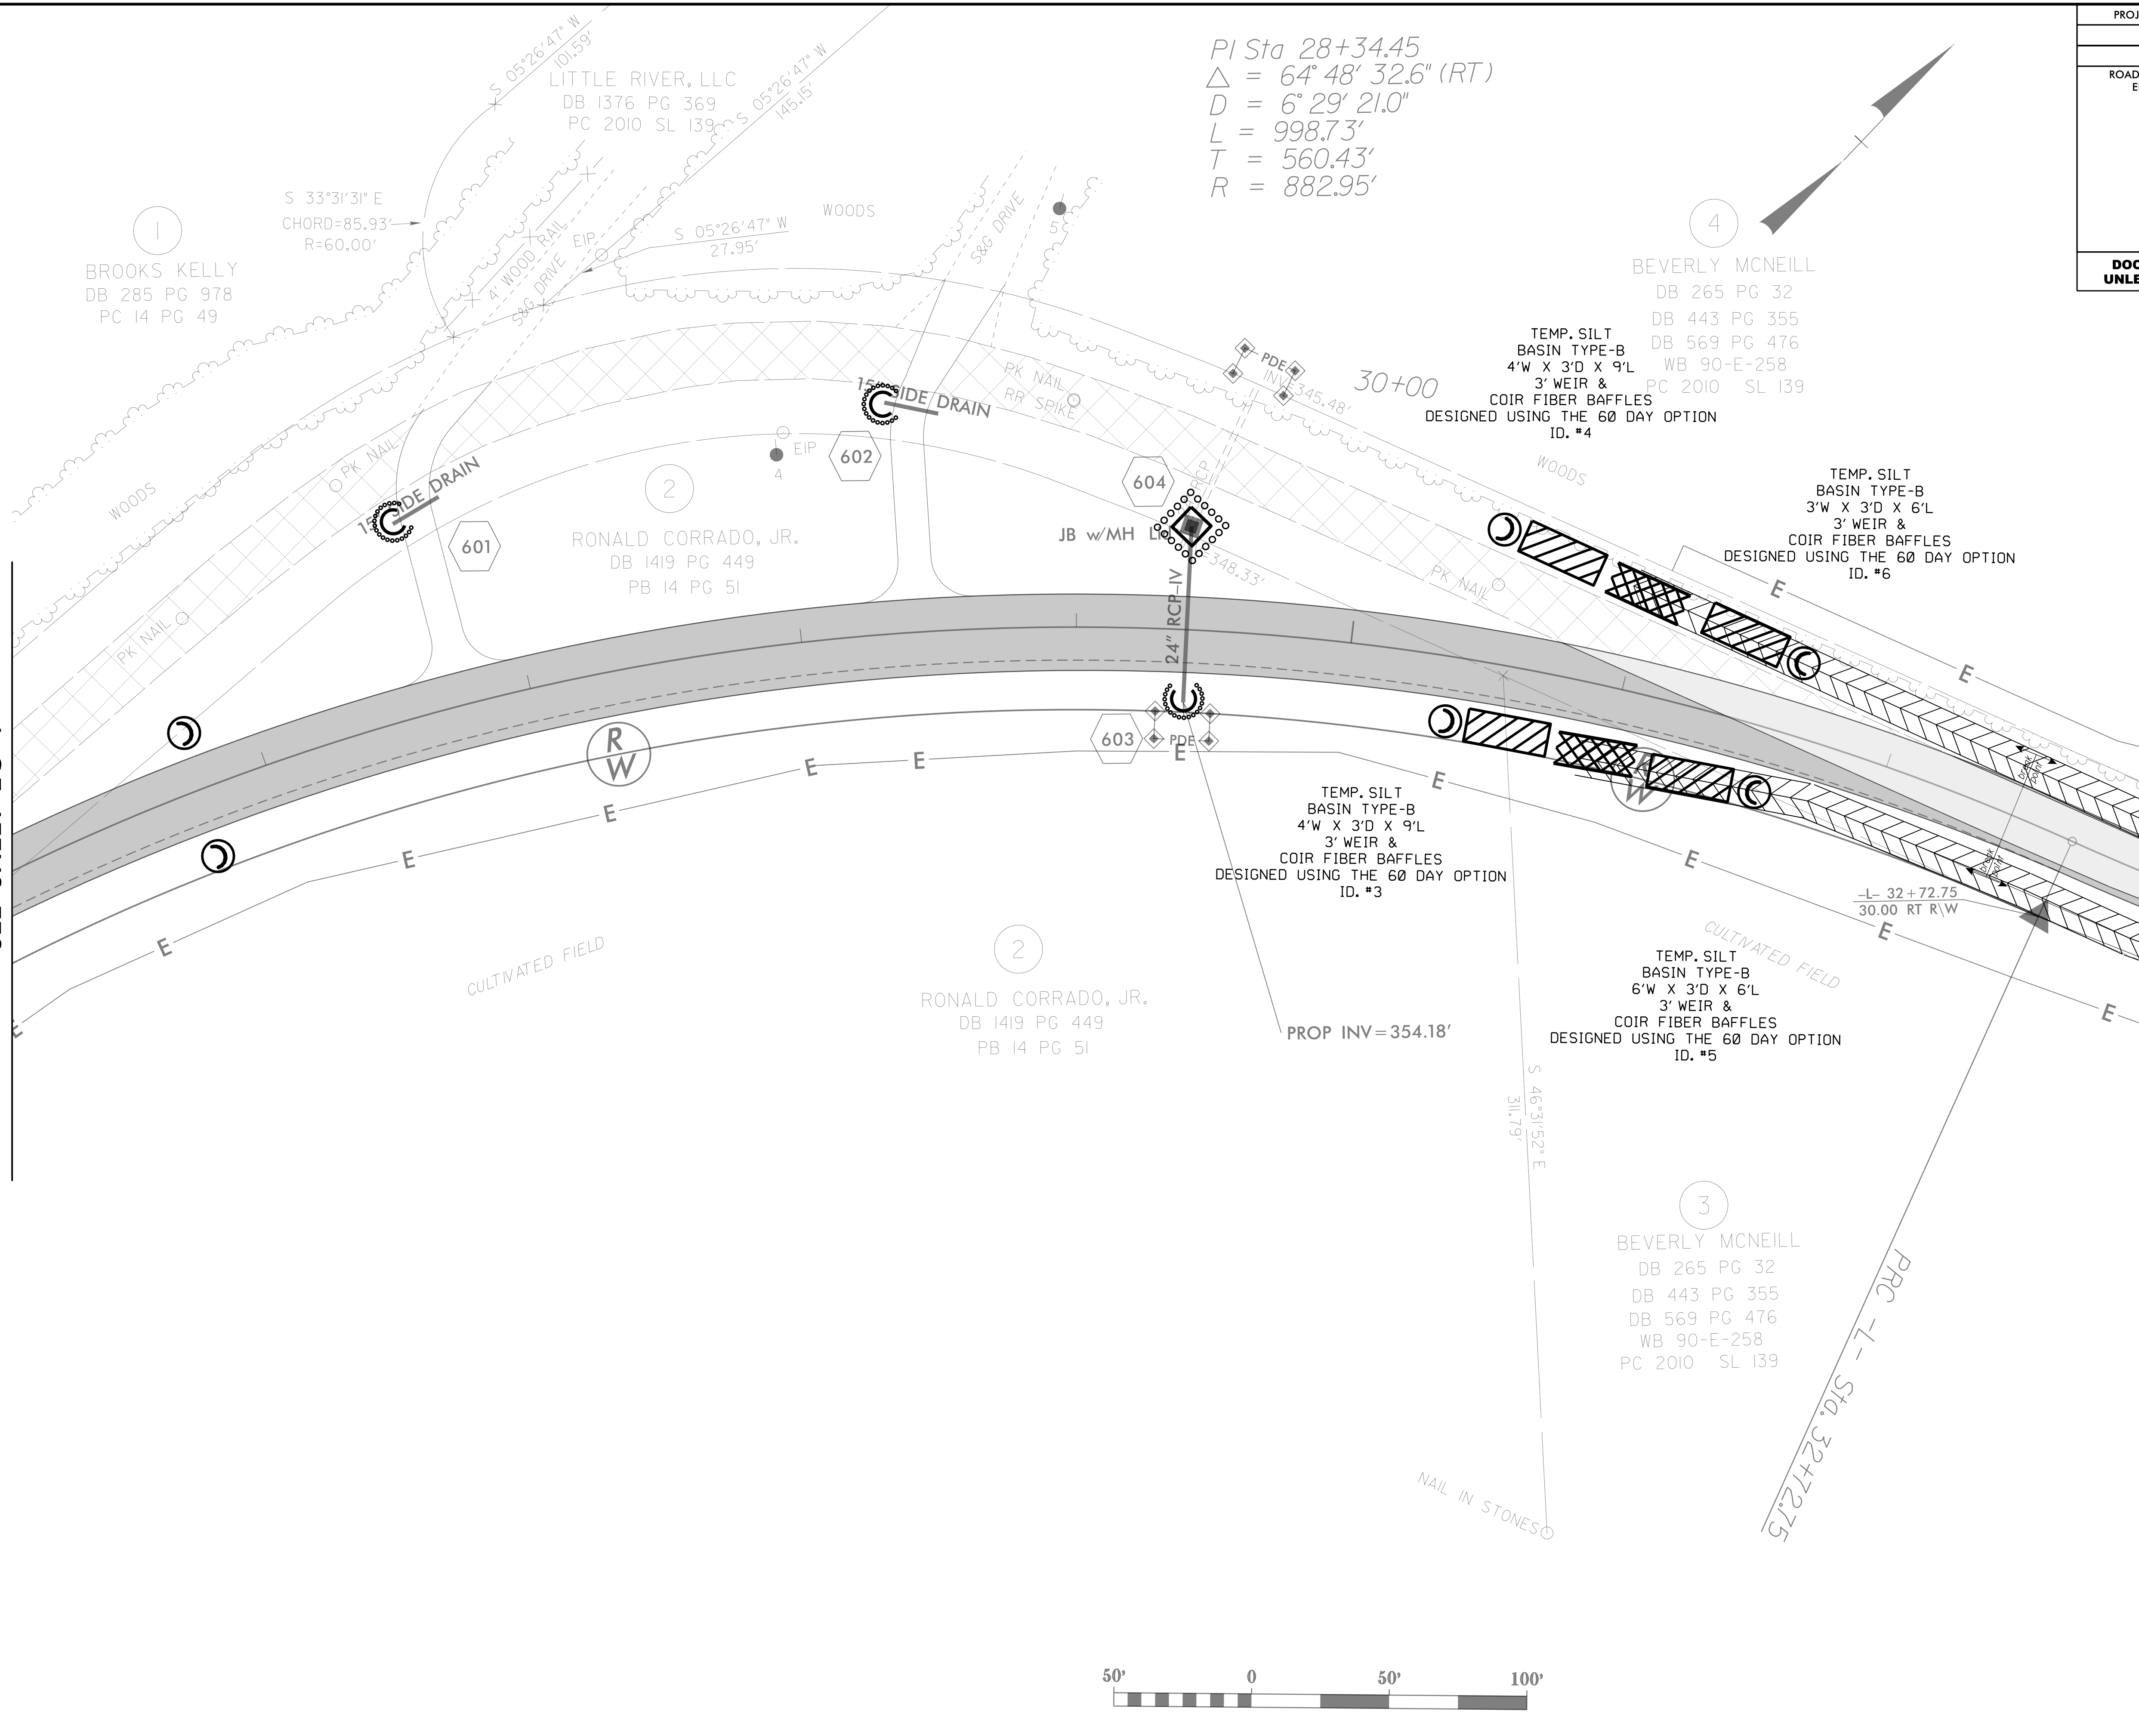 S 05°26'47" W
101.59'
LITTLE RIVER, LLC
DB 1376 PG 369
PC 2010 SL 139
S 05°26'47" W
145.15'
PI Sta 28+34.45
△ = 64° 48' 32.6" (RT)
D = 6° 29' 21.0"
L = 998.73'
T = 560.43'
R = 882.95'
PROJ
ROAD
E
DOC
UNLE
1
BROOKS KELLY
DB 285 PG 978
PC 14 PG 49
S 33°31'31" E
CHORD=85.93'
R=60.00'
4' WOOD RAIL
S&G DRIVE
EIP
S 05°26'47" W
27.95'
WOODS
S&G DRIVE
5
4
BEVERLY MCNEILL
DB 265 PG 32
DB 443 PG 355
DB 569 PG 476
WB 90-E-258
PC 2010 SL 139
TEMP. SILT
BASIN TYPE-B
4'W X 3'D X 9'L
3' WEIR &
COIR FIBER BAFFLES
DESIGNED USING THE 60 DAY OPTION
ID. #4
PDE
INV=345.48'
30+00
PK NAIL
RR SPIKE
15" SIDE DRAIN
602
EIP
4
2
RONALD CORRADO, JR.
DB 1419 PG 449
PB 14 PG 51
WOODS
PK NAIL
SIDE DRAIN
601
PK NAIL
604
RCP
JB w/MH
348.33'
24" RCP-IV
WOODS
PK NAIL
TEMP. SILT
BASIN TYPE-B
3'W X 3'D X 6'L
3' WEIR &
COIR FIBER BAFFLES
DESIGNED USING THE 60 DAY OPTION
ID. #6
E
E
R
W
603
PDE
E
E
E
E
E
E
E
E
R
W
E
E
E
E
break
point
break
point
TEMP. SILT
BASIN TYPE-B
4'W X 3'D X 9'L
3' WEIR &
COIR FIBER BAFFLES
DESIGNED USING THE 60 DAY OPTION
ID. #3
-L- 32+72.75
30.00 RT R\W
CULTIVATED FIELD
CULTIVATED FIELD
TEMP. SILT
BASIN TYPE-B
6'W X 3'D X 6'L
3' WEIR &
COIR FIBER BAFFLES
DESIGNED USING THE 60 DAY OPTION
ID. #5
2
RONALD CORRADO, JR.
DB 1419 PG 449
PB 14 PG 51
PROP INV=354.18'
S 46°31'52" E
311.79'
3
BEVERLY MCNEILL
DB 265 PG 32
DB 443 PG 355
DB 569 PG 476
WB 90-E-258
PC 2010 SL 139
PRC -L- Sta. 32+72.75
NAIL IN STONES
50' 0 50' 100'